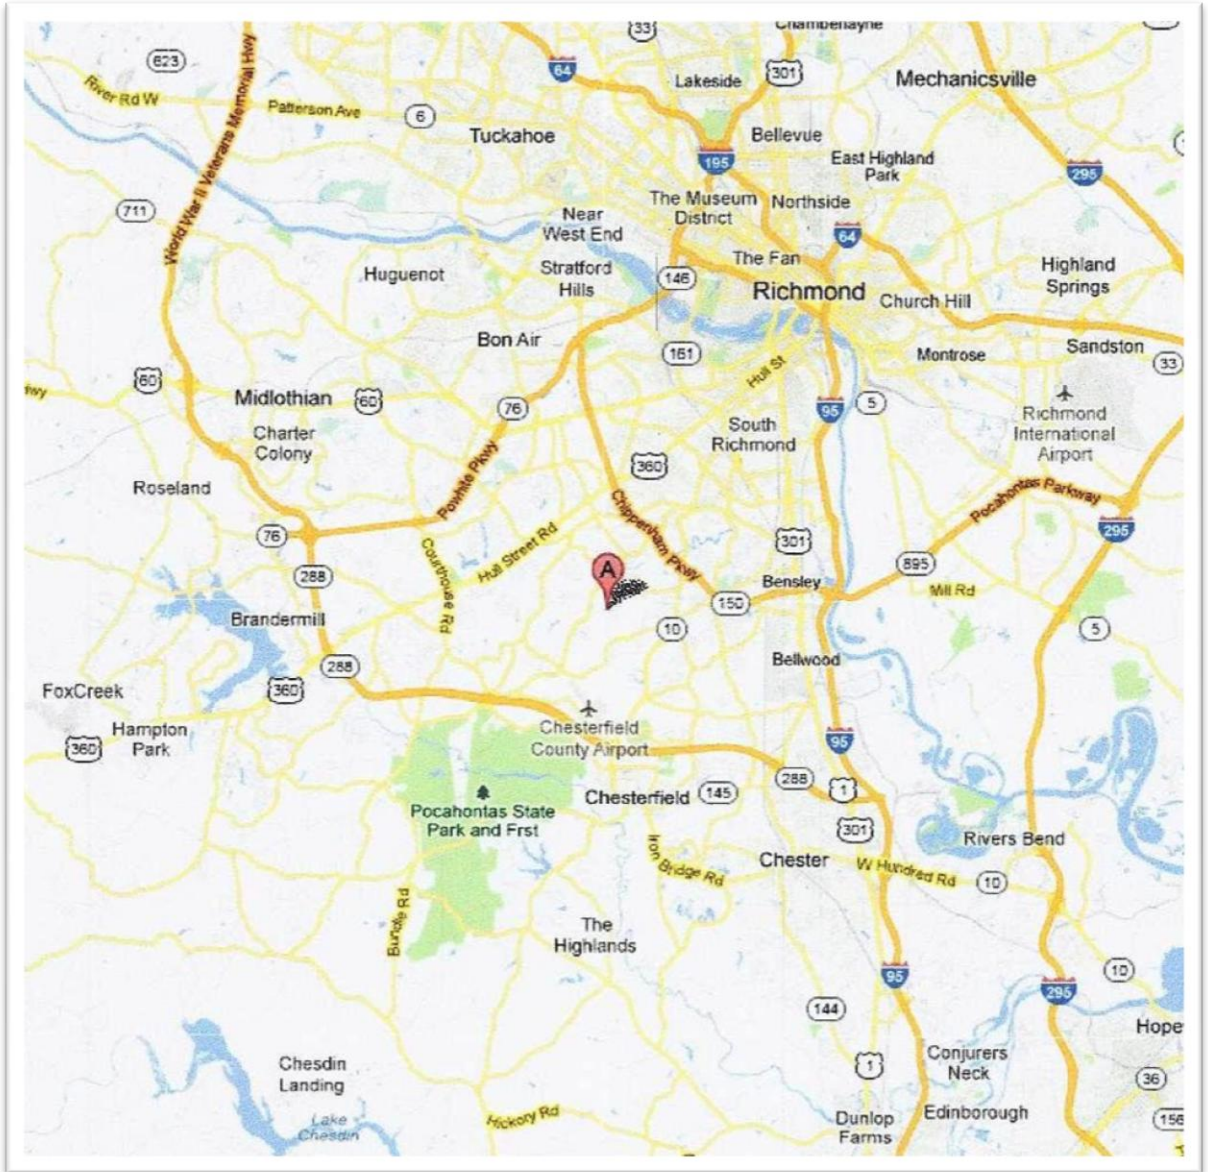 33
Chamberlayne
623
64
Lakeside
301
Mechanicsville
River Rd W
Patterson Ave
6
Tuckahoe
Bellevue
World War II Veterans Memorial Hwy
195
East Highland
Park
295
711
The Museum
District
Northside
Near
West End
64
Huguenot
Stratford
Hills
146
The Fan
Highland
Springs
Richmond
Church Hill
Bon Air
161
Montrose
Sandston
33
60
Hull St
Midlothian
60
76
95
5
Richmond
International
Airport
Charter
Colony
South
Richmond
360
Roseland
Powhite Pkwy
Chippenham Pkwy
Pocahontas Parkway
76
Courthouse Rd
Hull Street Rd
301
295
288
A
895
Bensley
Mill Rd
150
Brandermill
10
5
288
Bellwood
FoxCreek
360
Hampton
Park
360
Chesterfield
County Airport
95
288
1
Pocahontas State
Park and Frst
Chesterfield
145
301
Rivers Bend
Iron Bridge Rd
Chester
W Hundred Rd
10
The
Highlands
95
10
295
144
Hope
Chesdin
Landing
1
Conjurers
Neck
36
Lake
Chesdin
Hickory Rd
Dunlop
Farms
Edinborough
156